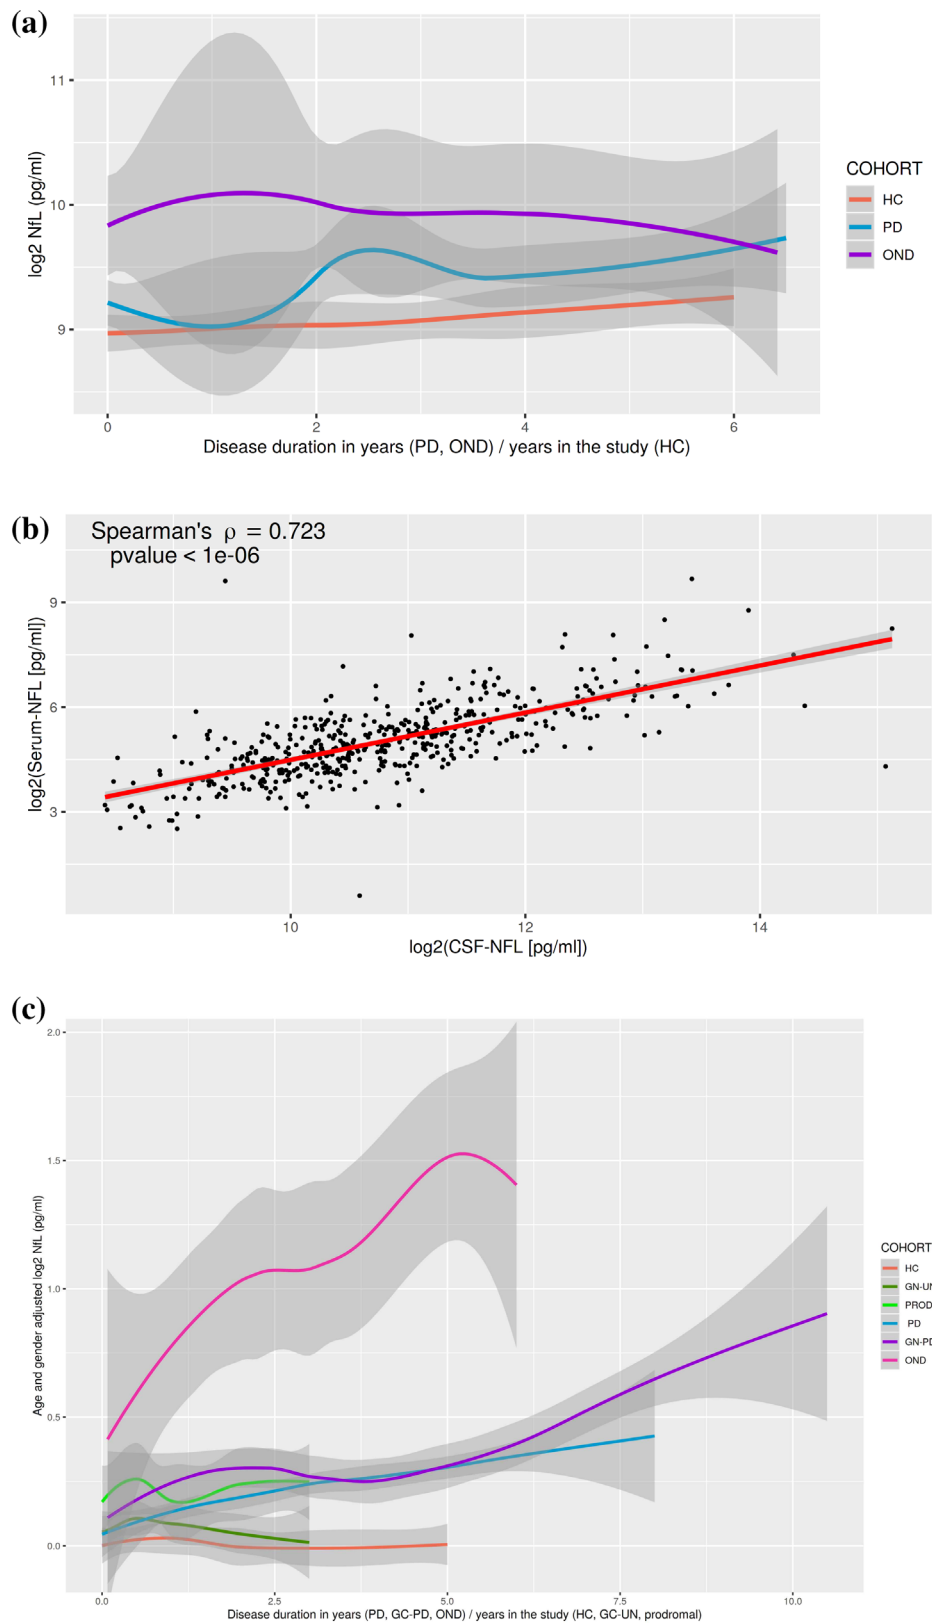 (a)
11
10
9
log2 NfL (pg/ml)
0 2 4 6
Disease duration in years (PD, OND) / years in the study (HC)
COHORT
HC
PD
OND
(b)
Spearman's ρ = 0.723
pvalue < 1e-06
9
6
3
log2(Serum-NFL [pg/ml])
10 12 14
log2(CSF-NFL [pg/ml])
(c)
2.0
1.5
1.0
0.5
0.0
Age and gender adjusted log2 NfL (pg/ml)
0.0 2.5 5.0 7.5 10.0
Disease duration in years (PD, GC-PD, OND) / years in the study (HC, GC-UN, prodromal)
COHORT
HC
GN-UN
PROD
PD
GN-PD
OND